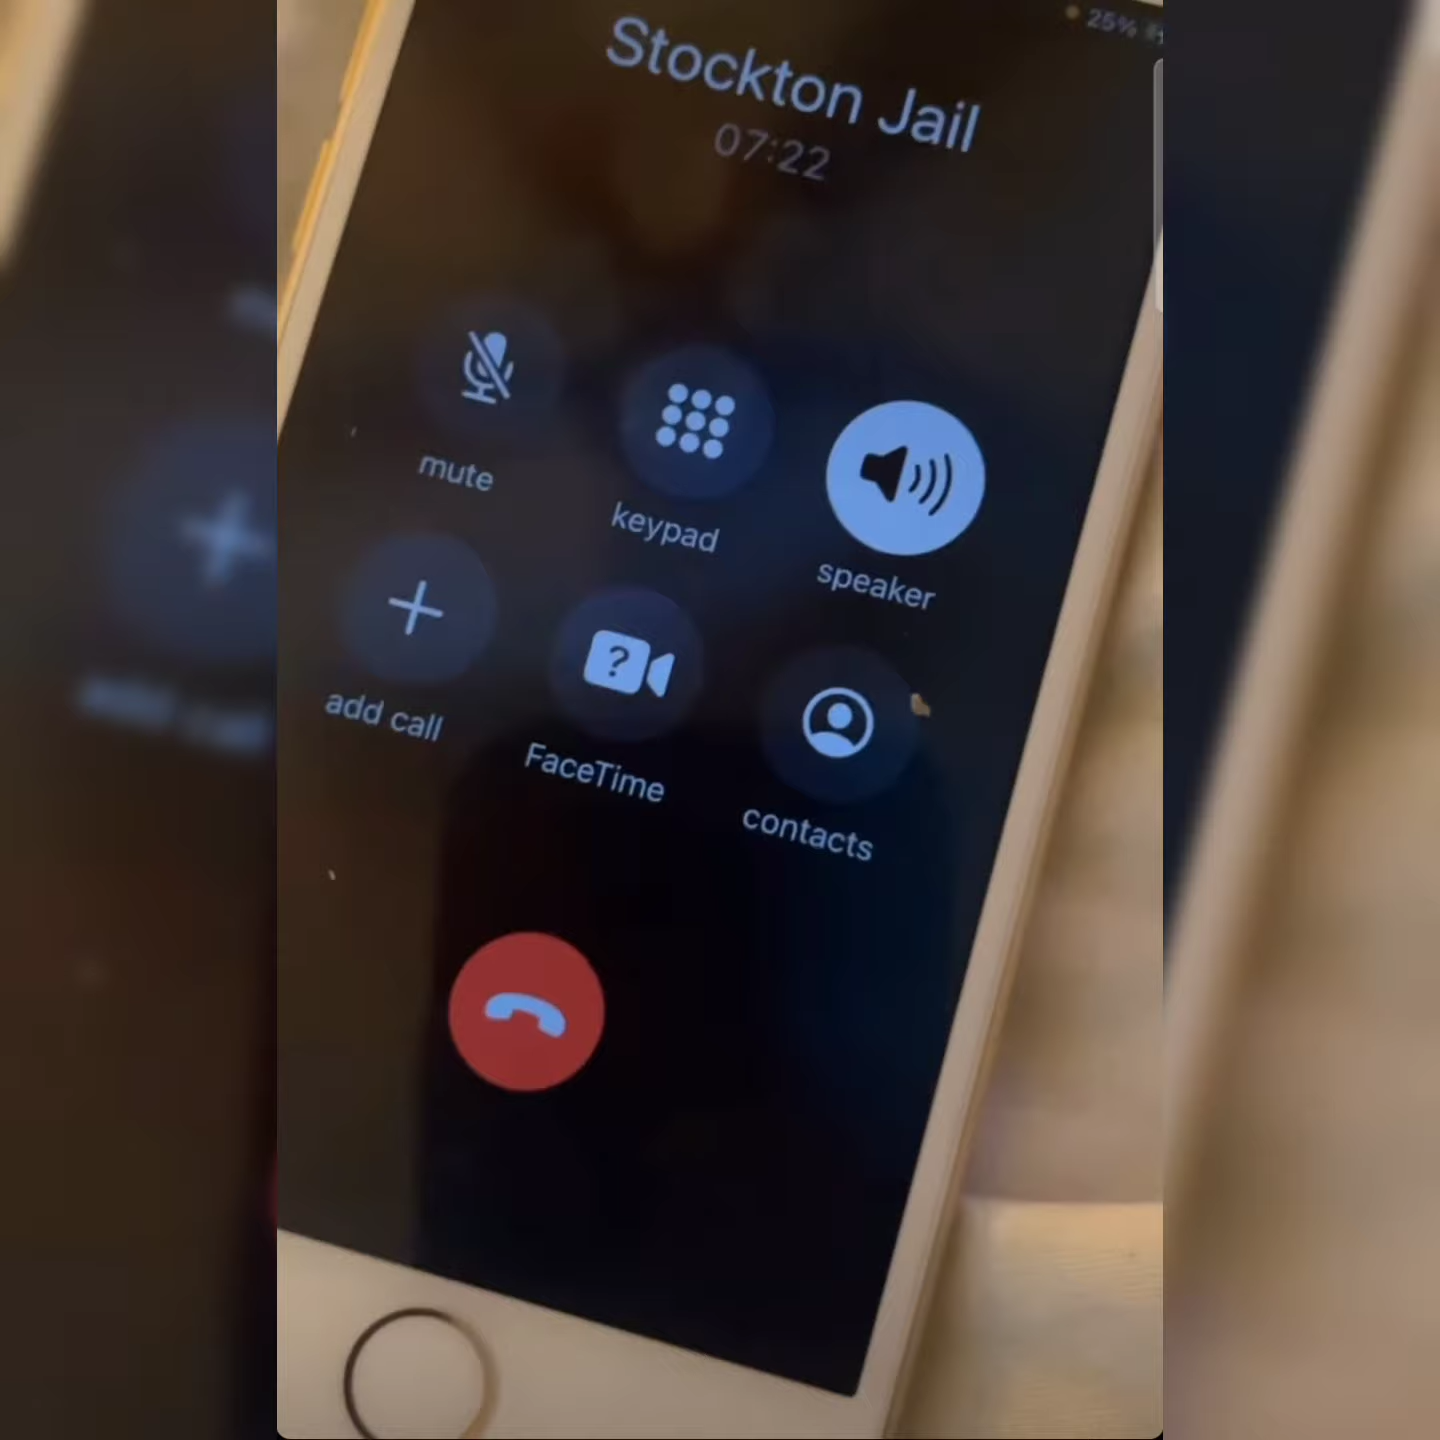 25%
Stockton Jail
07:22
mute
keypad
speaker
add call
FaceTime
contacts